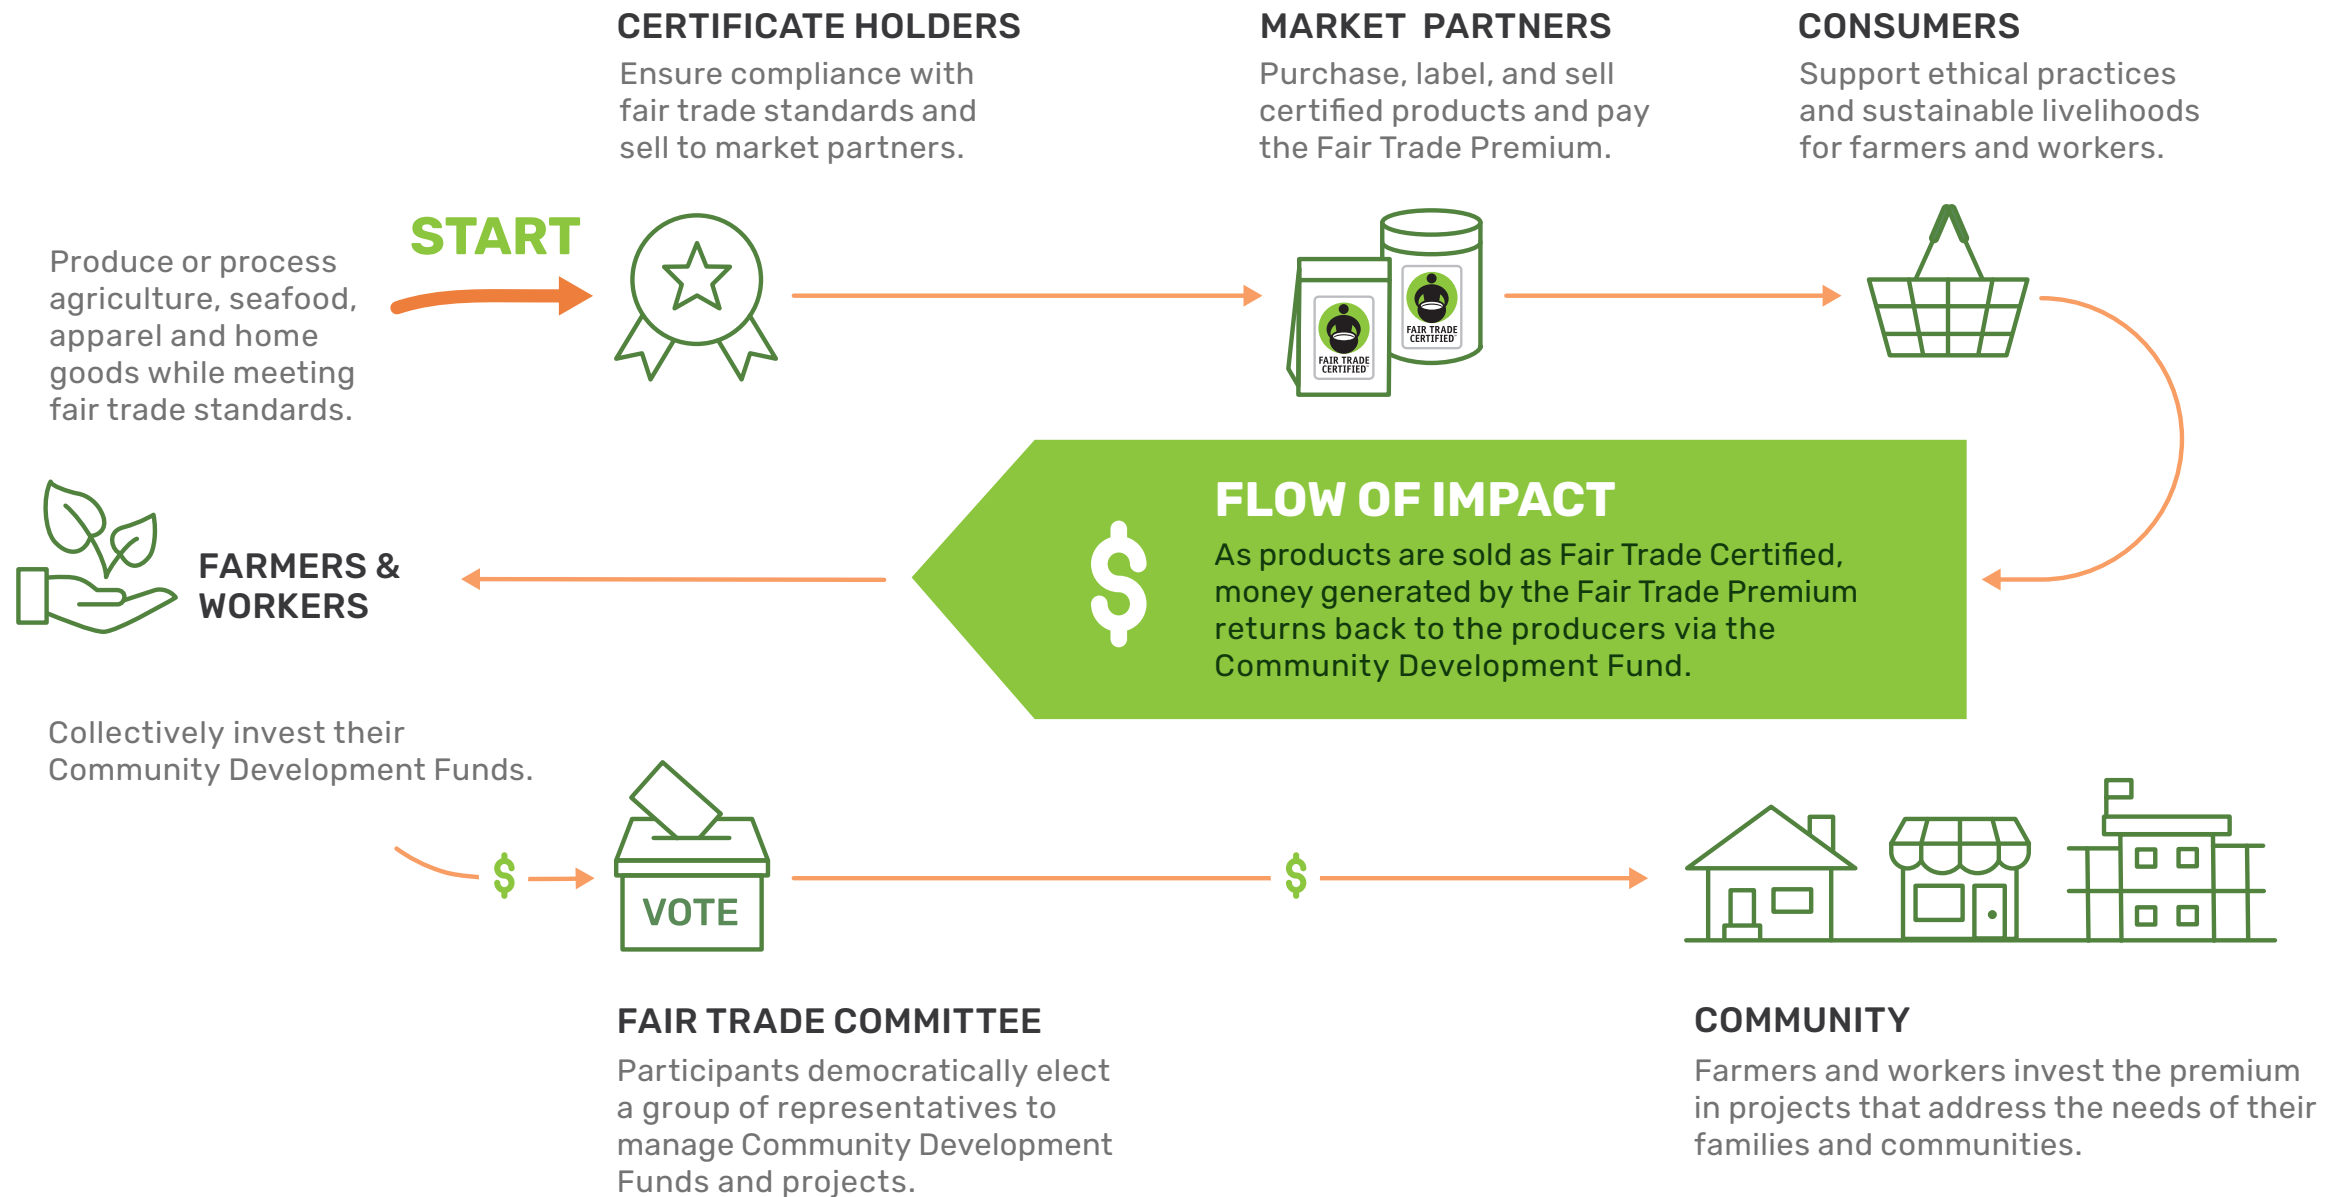 CERTIFICATE HOLDERS
Ensure compliance with
fair trade standards and
sell to market partners.
MARKET PARTNERS
Purchase, label, and sell
certified products and pay
the Fair Trade Premium.
CONSUMERS
Support ethical practices
and sustainable livelihoods
for farmers and workers.
START
Produce or process
agriculture, seafood,
apparel and home
goods while meeting
fair trade standards.
FAIR TRADE
CERTIFIED
FAIR TRADE
CERTIFIED
FARMERS &
WORKERS
$
FLOW OF IMPACT
As products are sold as Fair Trade Certified,
money generated by the Fair Trade Premium
returns back to the producers via the
Community Development Fund.
Collectively invest their
Community Development Funds.
$
VOTE
$
FAIR TRADE COMMITTEE
Participants democratically elect
a group of representatives to
manage Community Development
Funds and projects.
COMMUNITY
Farmers and workers invest the premium
in projects that address the needs of their
families and communities.